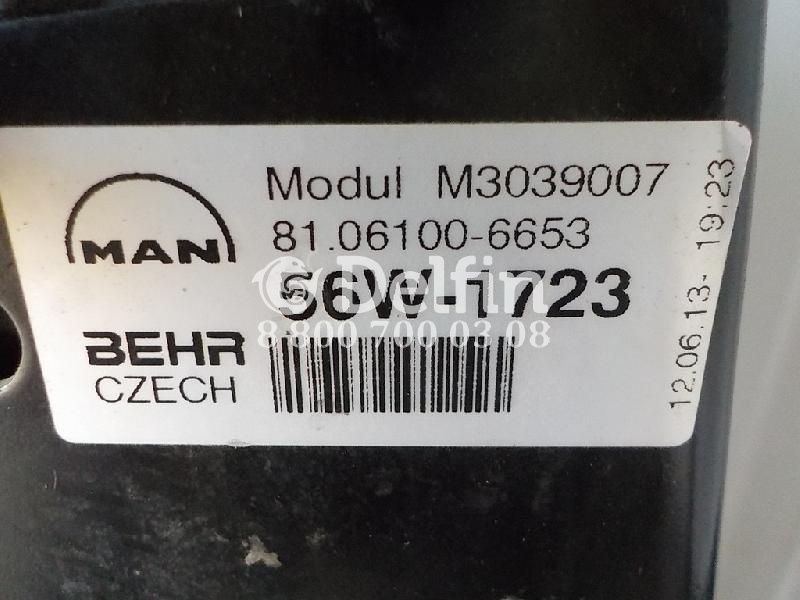 MAN
Modul M3039007
81.06100-6653
56W-1723
BEHR
CZECH
12.06.13- 19:23
Delfin
8 800 700 03 08